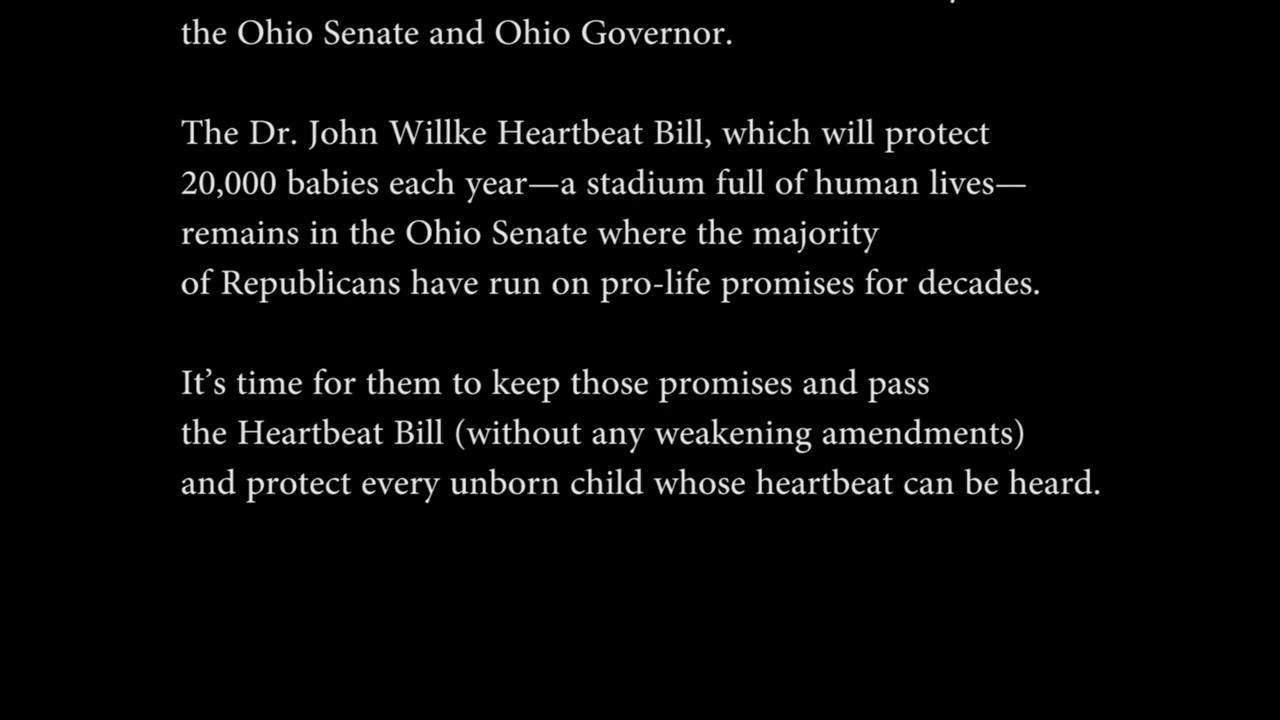 the Ohio Senate and Ohio Governor.
The Dr. John Willke Heartbeat Bill, which will protect
20,000 babies each year—a stadium full of human lives—
remains in the Ohio Senate where the majority
of Republicans have run on pro-life promises for decades.
It’s time for them to keep those promises and pass
the Heartbeat Bill (without any weakening amendments)
and protect every unborn child whose heartbeat can be heard.